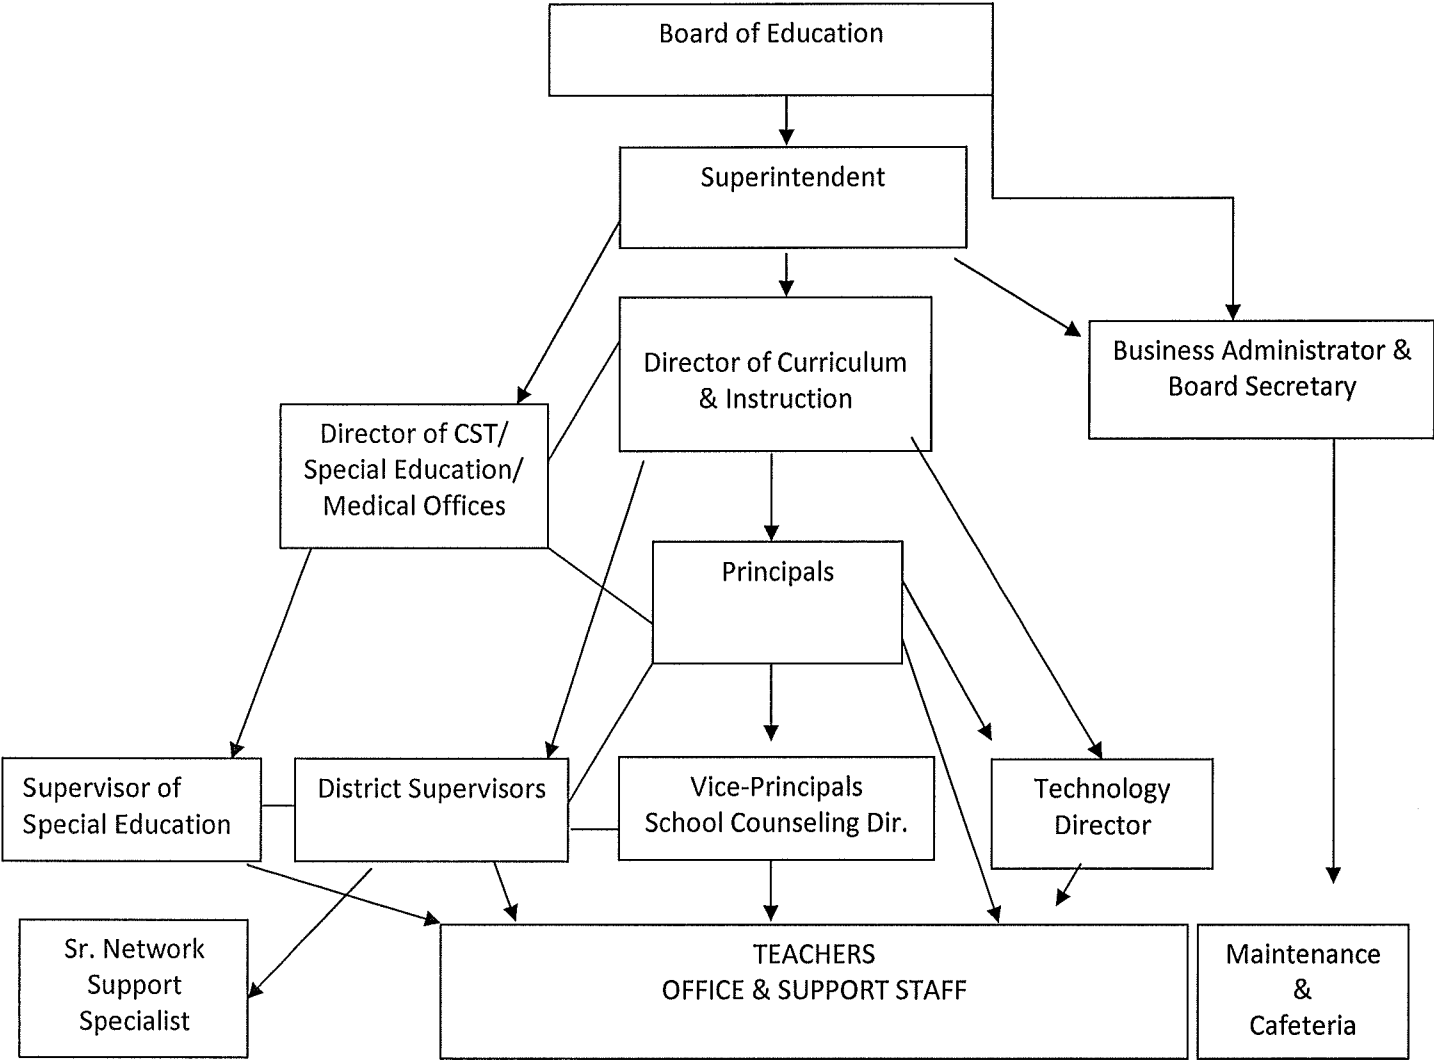 Board of Education
Superintendent
Director of Curriculum
& Instruction
Business Administrator &
Board Secretary
Director of CST/
Special Education/
Medical Offices
Principals
Supervisor of
Special Education
District Supervisors
Vice-Principals
School Counseling Dir.
Technology
Director
Sr. Network
Support
Specialist
TEACHERS
OFFICE & SUPPORT STAFF
Maintenance
&
Cafeteria